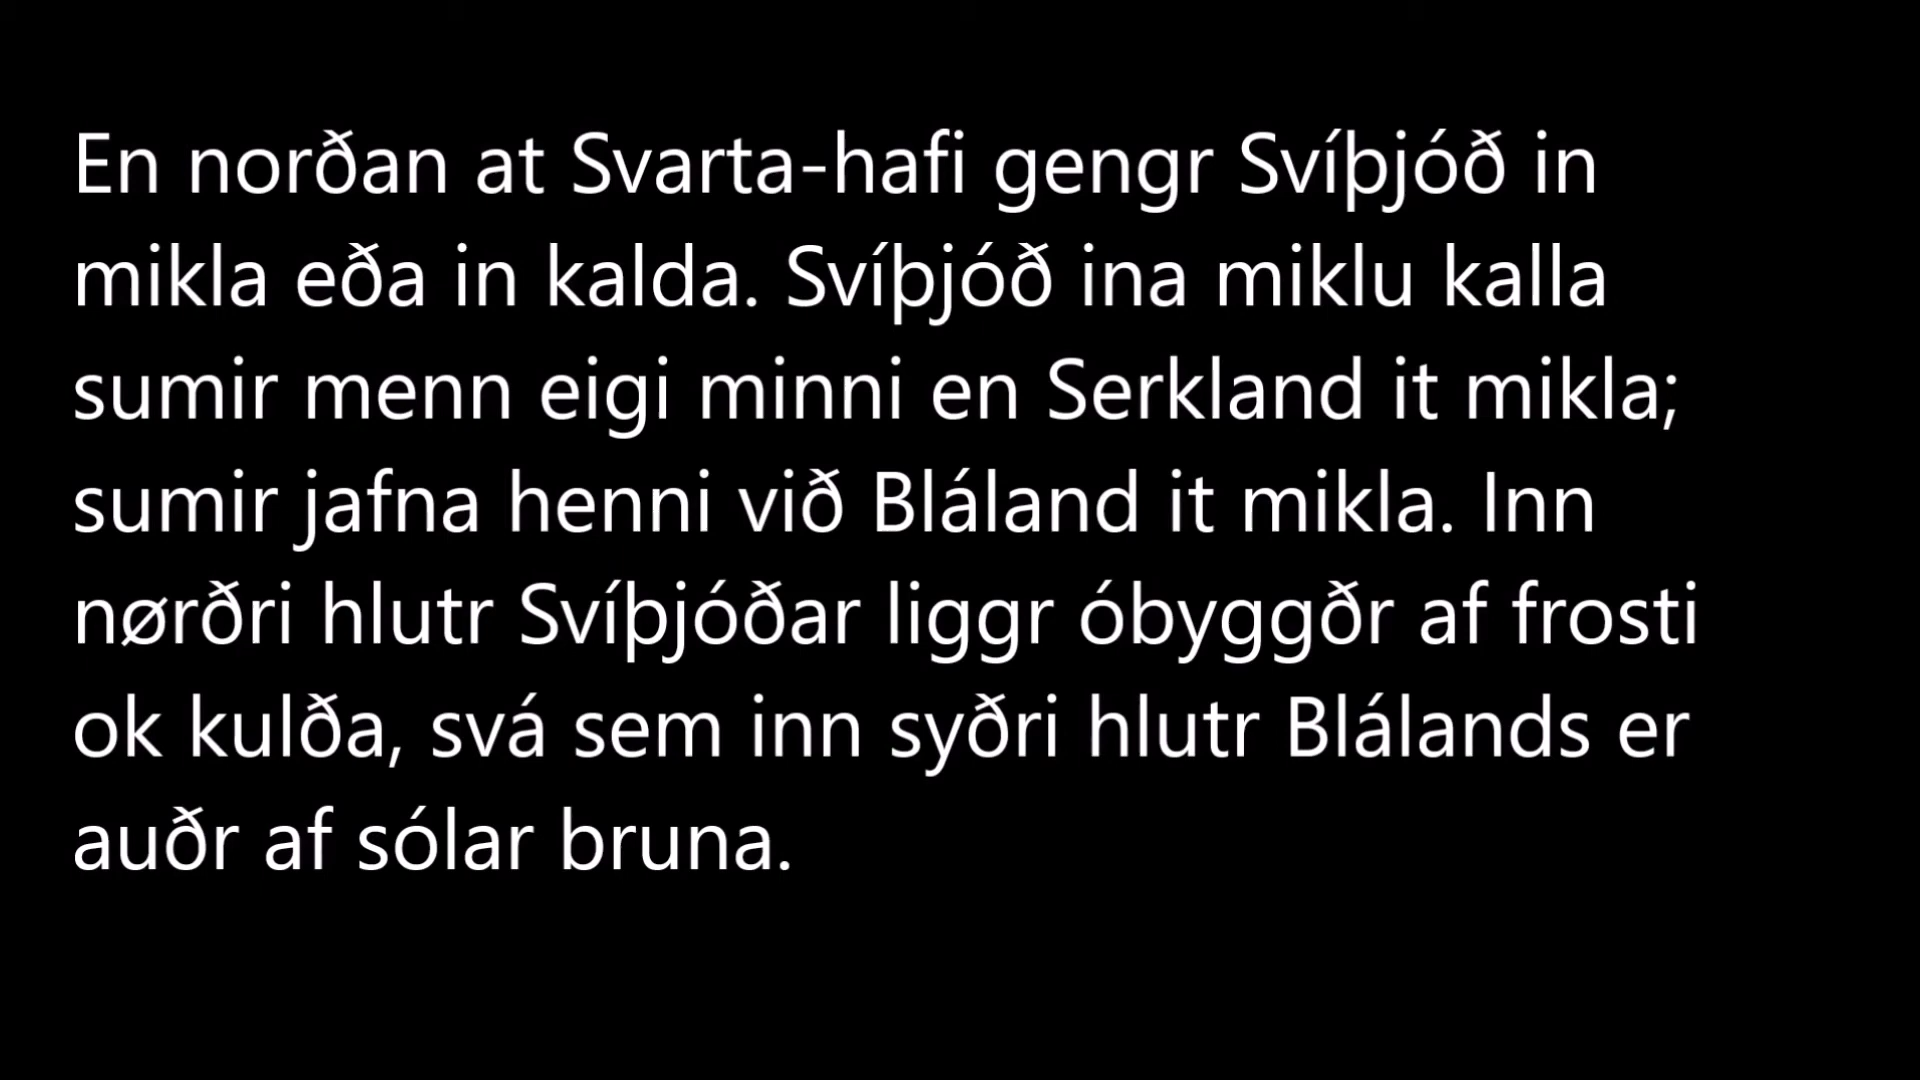 En norðan at Svarta-hafi gengr Svíþjóð in
mikla eða in kalda. Svíþjóð ina miklu kalla
sumir menn eigi minni en Serkland it mikla;
sumir jafna henni við Bláland it mikla. Inn
nørðri hlutr Svíþjóðar liggr óbyggðr af frosti
ok kulða, svá sem inn syðri hlutr Blálands er
auðr af sólar bruna.